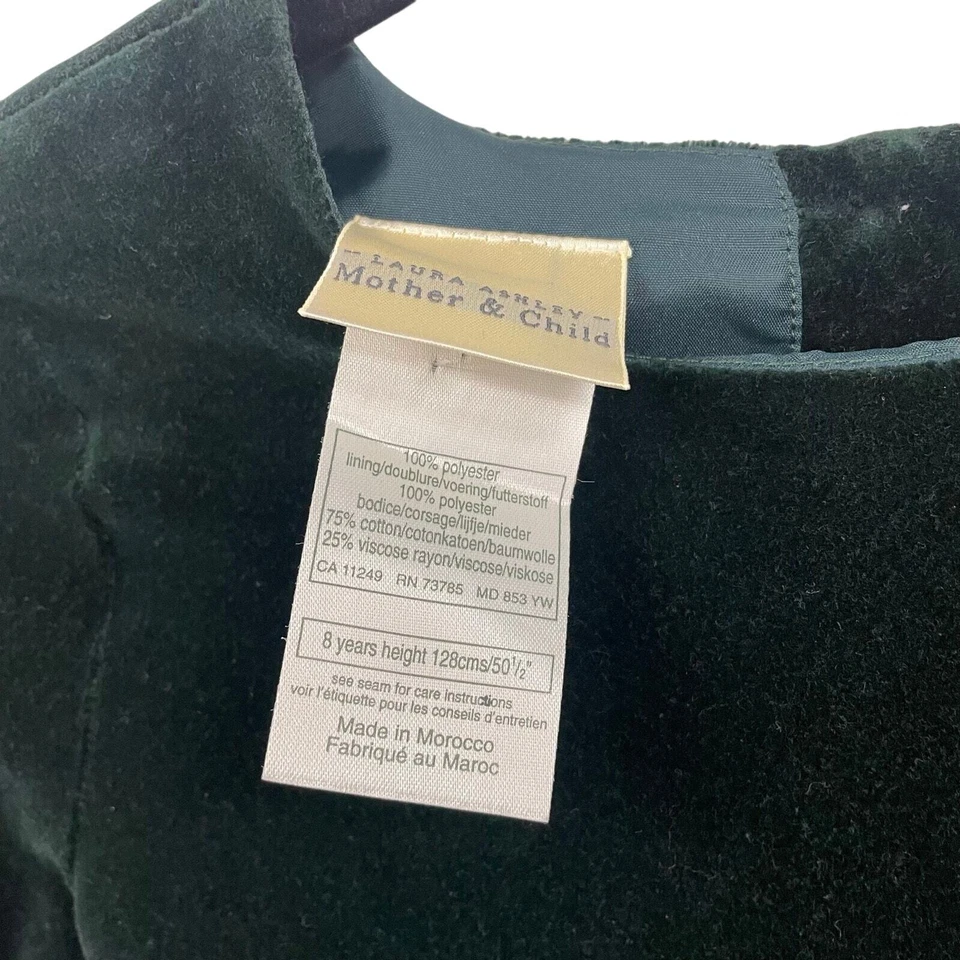 LAURA ASHLEY
Mother & Child
100% polyester
lining/doublure/voering/futterstoff
100% polyester
bodice/corsage/lijfje/mieder
75% cotton/cotonkatoen/baumwolle
25% viscose rayon/viscose/viskose
CA 11249 RN 73785 MD 853 YW
8 years height 128cms/50½"
see seam for care instructions
voir l'étiquette pour les conseils d'entretien
Made in Morocco
Fabriqué au Maroc